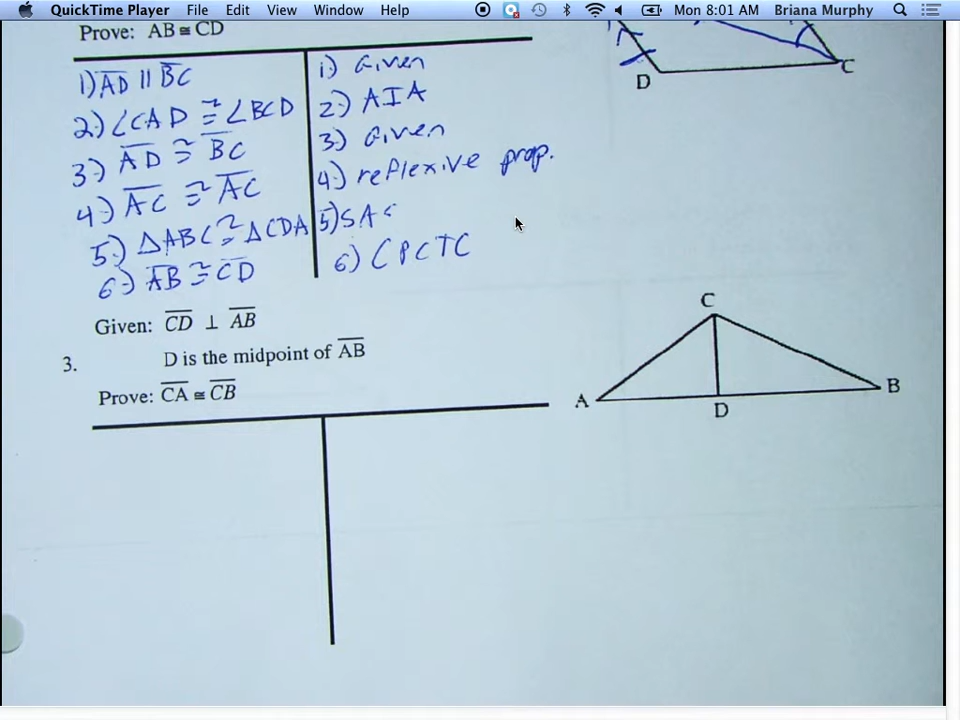 QuickTime Player File Edit View Window Help Mon 8:01 AM Briana Murphy
Prove: AB ≅ CD
1) AD || BC
1) Given
2) ∠CAD ≅ ∠BCD
2) AIA
3) AD ≅ BC
3) Given
4) AC ≅ AC
4) reflexive prop.
5) △ABC ≅ △CDA
5) SAS
6) AB ≅ CD
6) CPCTC
D
C
Given: CD ⊥ AB
3. D is the midpoint of AB
Prove: CA ≅ CB
C
A
D
B